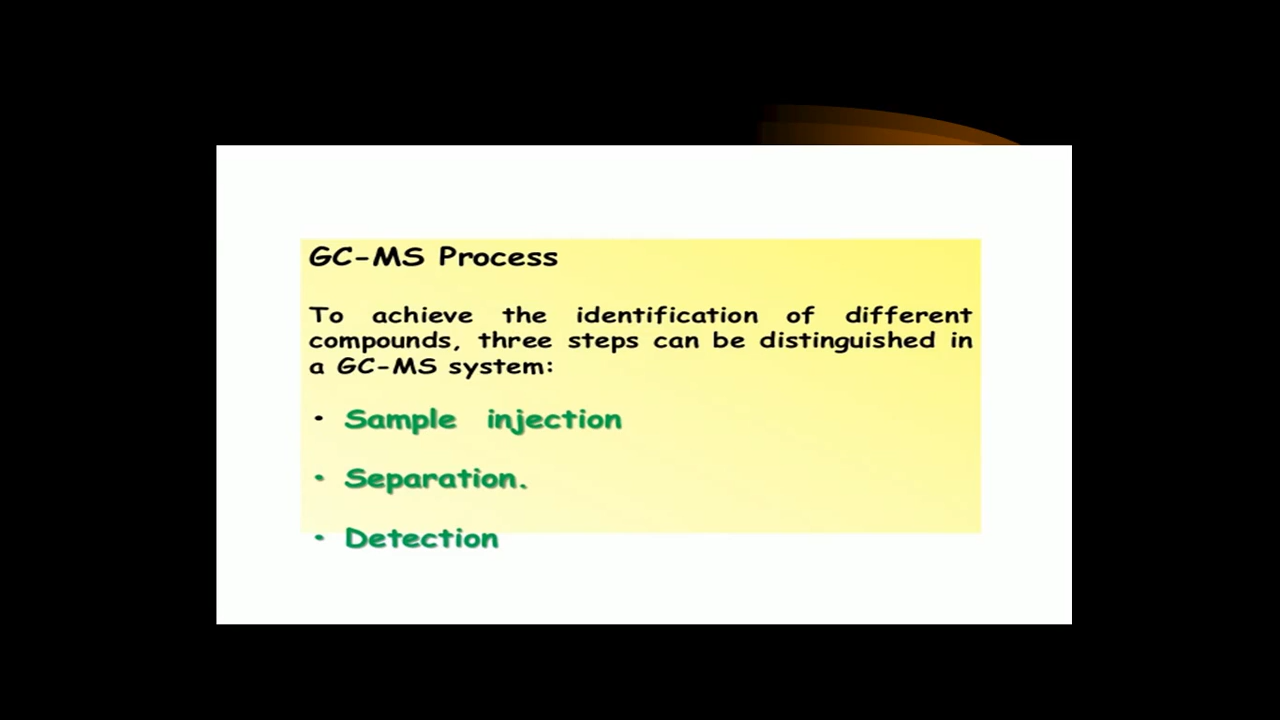 GC-MS Process
To achieve the identification of different
compounds, three steps can be distinguished in
a GC-MS system:
• Sample injection
• Separation.
• Detection